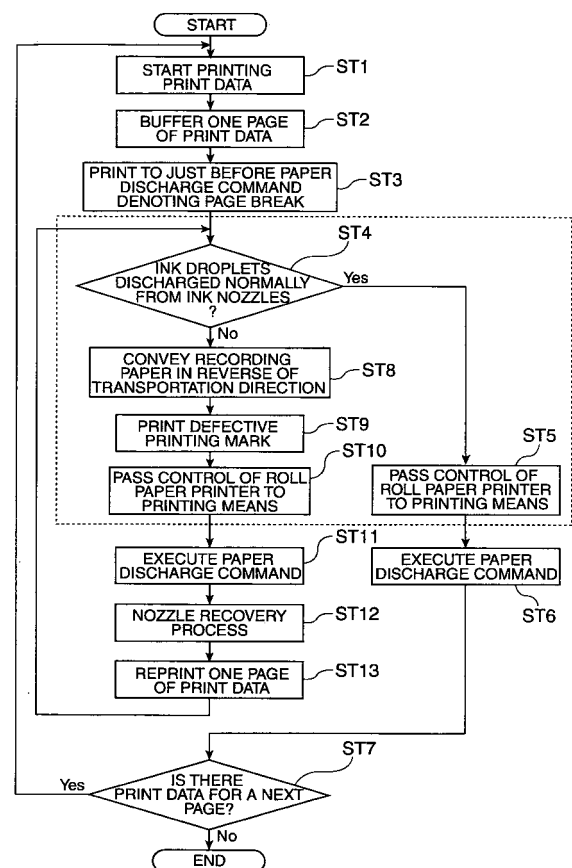 START
START PRINTING
PRINT DATA
ST1
BUFFER ONE PAGE
OF PRINT DATA
ST2
PRINT TO JUST BEFORE PAPER
DISCHARGE COMMAND
DENOTING PAGE BREAK
ST3
ST4
INK DROPLETS
DISCHARGED NORMALLY
FROM INK NOZZLES
?
Yes
No
CONVEY RECORDING
PAPER IN REVERSE OF
TRANSPORTATION DIRECTION
ST8
PRINT DEFECTIVE
PRINTING MARK
ST9
ST10
PASS CONTROL OF ROLL
PAPER PRINTER TO
PRINTING MEANS
ST5
PASS CONTROL OF
ROLL PAPER PRINTER
TO PRINTING MEANS
ST11
EXECUTE PAPER
DISCHARGE COMMAND
EXECUTE PAPER
DISCHARGE COMMAND
ST6
NOZZLE RECOVERY
PROCESS
ST12
REPRINT ONE PAGE
OF PRINT DATA
ST13
ST7
Yes
IS THERE
PRINT DATA FOR A NEXT
PAGE?
No
END